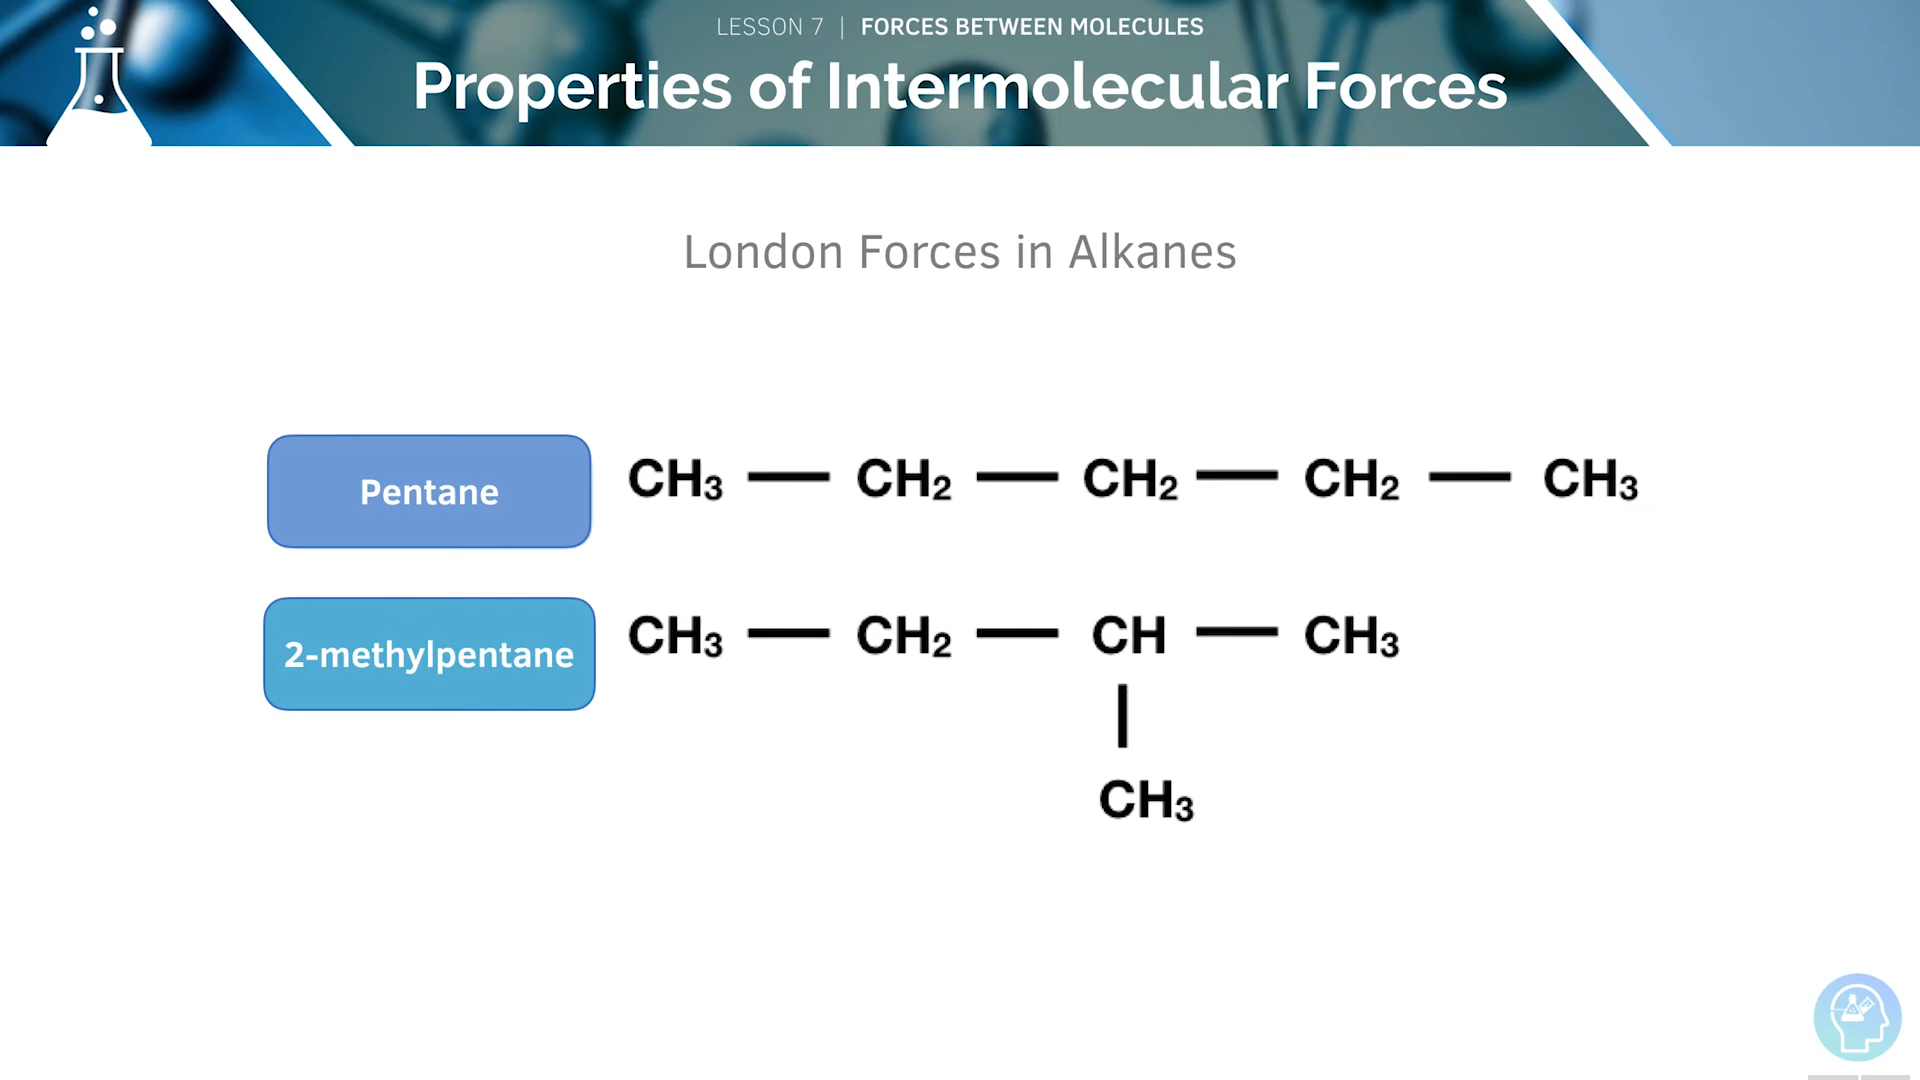 LESSON 7 | FORCES BETWEEN MOLECULES
Properties of Intermolecular Forces
London Forces in Alkanes
Pentane
CH₃ — CH₂ — CH₂ — CH₂ — CH₃
2-methylpentane
CH₃ — CH₂ — CH — CH₃
|
CH₃